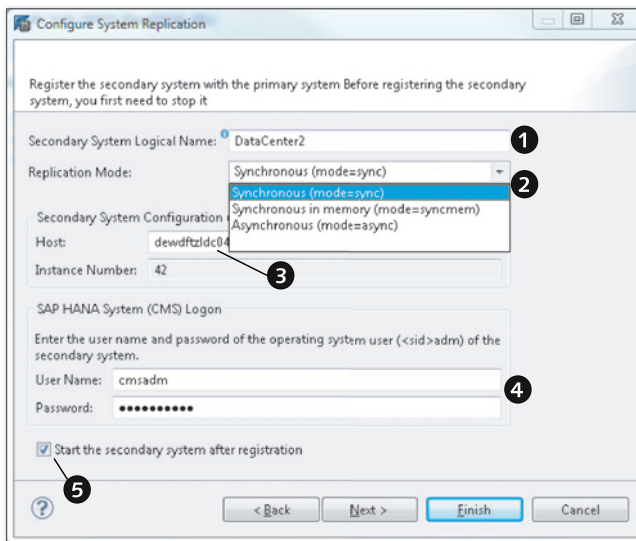 Configure System Replication
Register the secondary system with the primary system Before registering the secondary
system, you first need to stop it
Secondary System Logical Name: DataCenter2
1
Replication Mode: Synchronous (mode=sync)
2
Synchronous (mode=sync)
Synchronous in memory (mode=syncmem)
Asynchronous (mode=async)
Secondary System Configuration
Host: dewdftzldc04
3
Instance Number: 42
SAP HANA System (CMS) Logon
Enter the user name and password of the operating system user (<sid>adm) of the
secondary system.
User Name: cmsadm
4
Password: ••••••••••
Start the secondary system after registration
5
?
< Back
Next >
Finish
Cancel